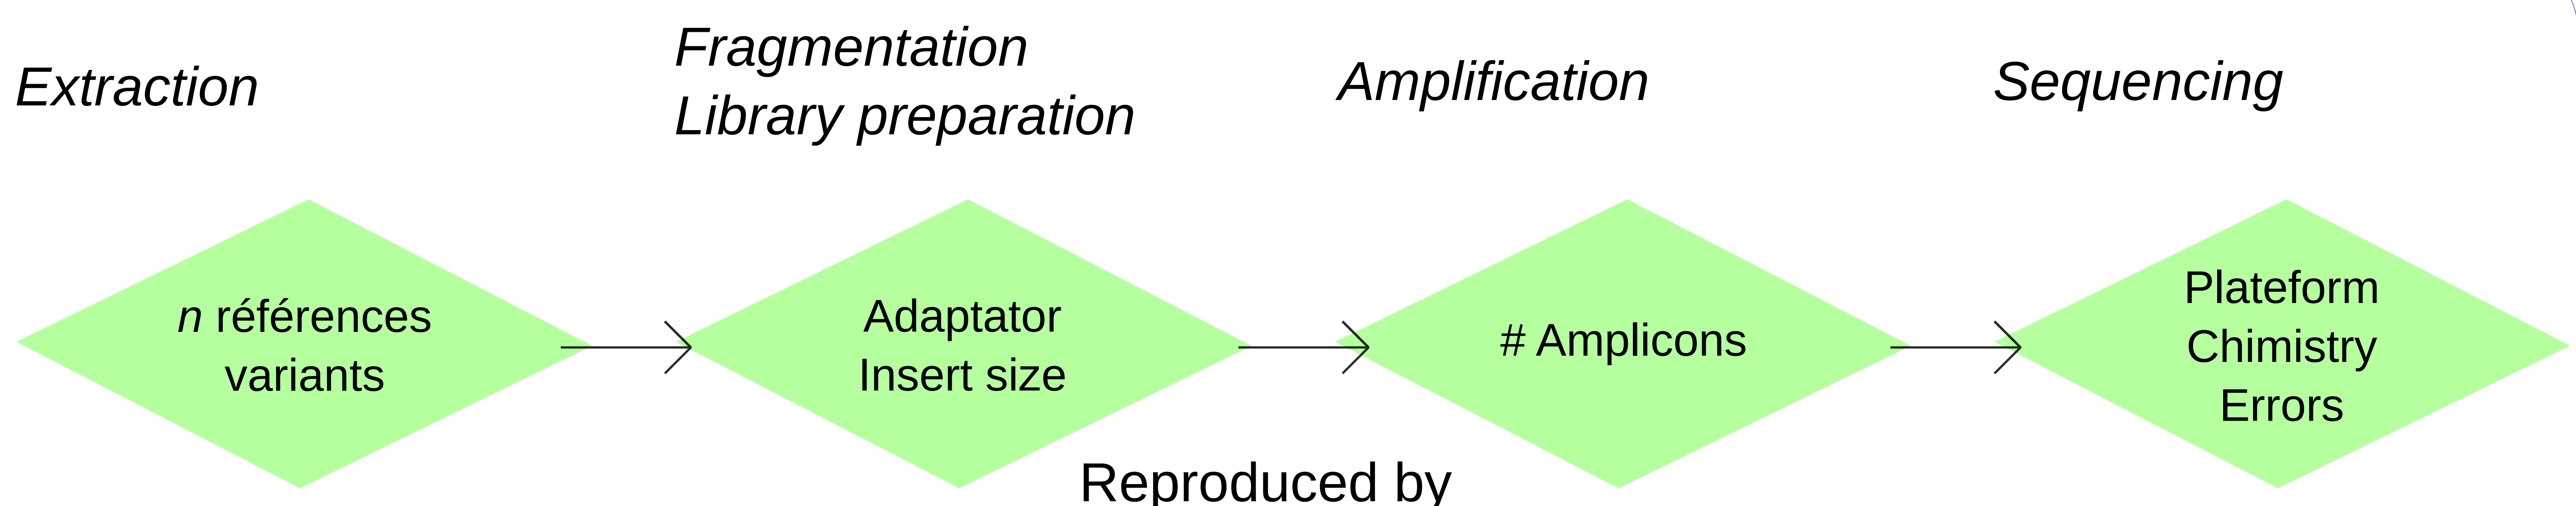 Extraction
Fragmentation
Library preparation
Amplification
Sequencing
n références
variants
Adaptator
Insert size
# Amplicons
Plateform
Chimistry
Errors
Reproduced by